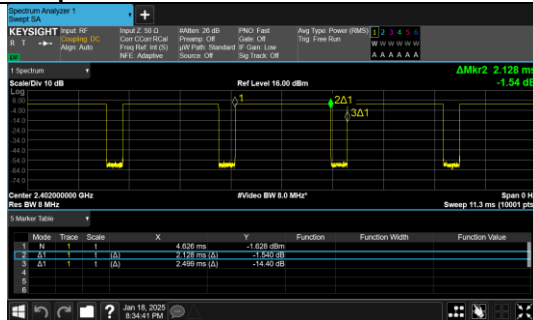 Spectrum Analyzer 1
Swept SA
+
KEYSIGHT Input: RF Input Z: 50 Ω #Atten: 26 dB PNO: Fast Avg Type: Power (RMS) 1 2 3 4 5 6
R T Coupling: DC Corr CCorr RCal Preamp: Off Gate: Off Trig: Free Run W W W W W W
Align: Auto Freq Ref: Int (S) µW Path: Standard IF Gain: Low A A A A A A
NFE: Adaptive Source: Off Sig Track: Off
1 Spectrum
ΔMkr2 2.128 ms
Scale/Div 10 dB Ref Level 16.00 dBm -1.54 dB
Log
6.00
-4.00
-14.0
-24.0
-34.0
-44.0
-54.0
-64.0
-74.0
1
2Δ1
3Δ1
Center 2.402000000 GHz #Video BW 8.0 MHz* Span 0 Hz
Res BW 8 MHz Sweep 11.3 ms (10001 pts)
5 Marker Table
Mode Trace Scale X Y Function Function Width Function Value
1 N 1 t 4.626 ms -1.628 dBm
2 Δ1 1 t (Δ) 2.128 ms (Δ) -1.540 dB
3 Δ1 1 t (Δ) 2.499 ms (Δ) -14.40 dB
4
5
6
? Jan 18, 2025
8:34:41 PM